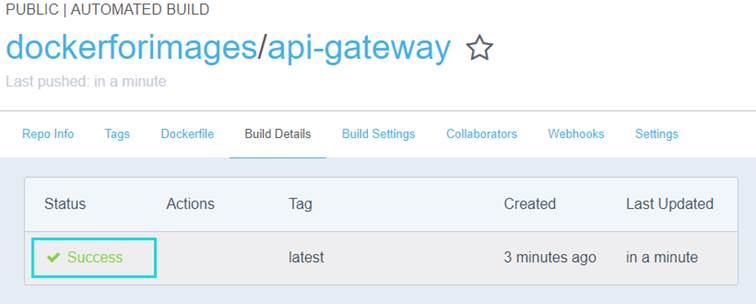 PUBLIC | AUTOMATED BUILD
dockerforimages/api-gateway
Last pushed: in a minute
Repo Info Tags Dockerfile Build Details Build Settings Collaborators Webhooks Settings
Status Actions Tag Created Last Updated
Success latest 3 minutes ago in a minute